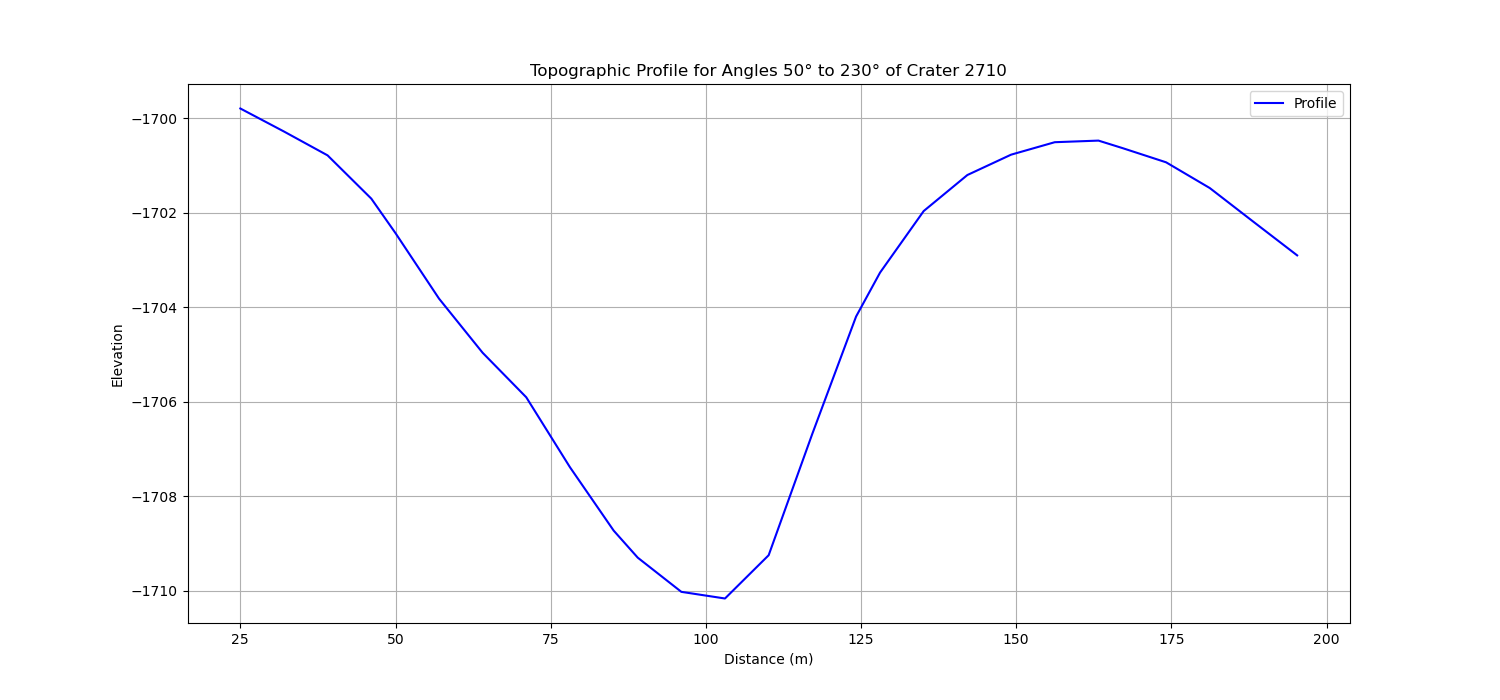 Topographic Profile for Angles 50° to 230° of Crater 2710
Profile
−1700
−1702
−1704
−1706
−1708
−1710
Elevation
25 50 75 100 125 150 175 200
Distance (m)